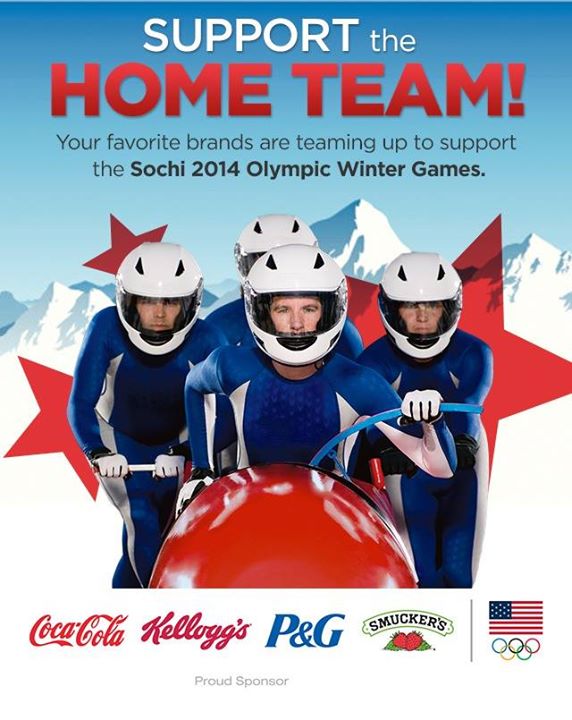 SUPPORT the
HOME TEAM!
Your favorite brands are teaming up to support
the Sochi 2014 Olympic Winter Games.
Coca-Cola Kellogg's P&G SMUCKER'S
Proud Sponsor